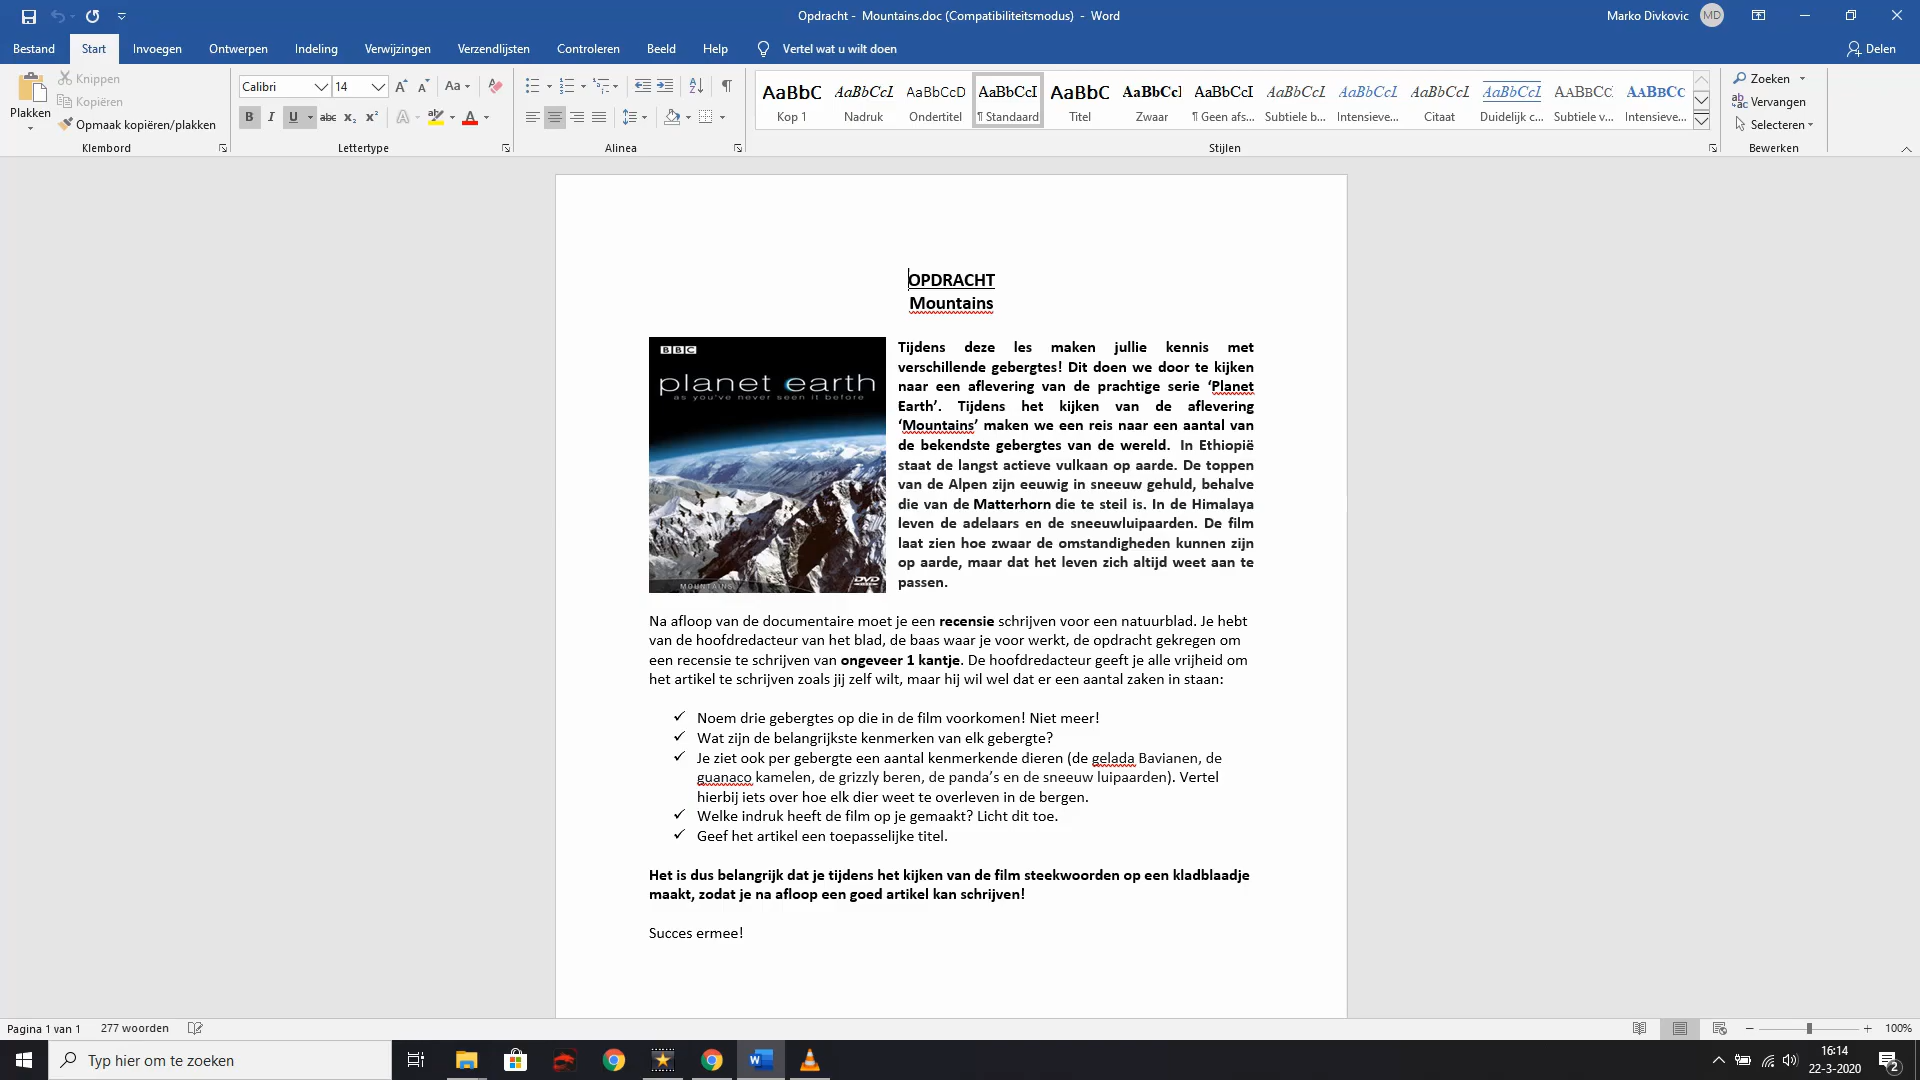 Opdracht - Mountains.doc (Compatibiliteitsmodus) - Word
Marko Divkovic
MD
Bestand
Start
Invoegen
Ontwerpen
Indeling
Verwijzingen
Verzendlijsten
Controleren
Beeld
Help
Vertel wat u wilt doen
Delen
Plakken
Knippen
Kopiëren
Opmaak kopiëren/plakken
Klembord
Calibri
14
Lettertype
Alinea
AaBbC AaBbCcL AaBbCcD AaBbCcI AaBbC AaBbCcI AaBbCcI AaBbCcL AaBbCcL AaBbCcL AaBbCcL AABBCC AABBCC
Kop 1
Nadruk
Ondertitel
¶ Standaard
Titel
Zwaar
¶ Geen afs...
Subtiele b...
Intensieve...
Citaat
Duidelijk c...
Subtiele v...
Intensieve...
Stijlen
Zoeken
Vervangen
Selecteren
Bewerken
OPDRACHT
Mountains
BBC
planet earth
as you've never seen it before
MOUNTAINS
DVD
Tijdens deze les maken jullie kennis met
verschillende gebergtes! Dit doen we door te kijken
naar een aflevering van de prachtige serie ‘Planet
Earth’. Tijdens het kijken van de aflevering
‘Mountains’ maken we een reis naar een aantal van
de bekendste gebergtes van de wereld. In Ethiopië
staat de langst actieve vulkaan op aarde. De toppen
van de Alpen zijn eeuwig in sneeuw gehuld, behalve
die van de Matterhorn die te steil is. In de Himalaya
leven de adelaars en de sneeuwluipaarden. De film
laat zien hoe zwaar de omstandigheden kunnen zijn
op aarde, maar dat het leven zich altijd weet aan te
passen.
Na afloop van de documentaire moet je een recensie schrijven voor een natuurblad. Je hebt
van de hoofdredacteur van het blad, de baas waar je voor werkt, de opdracht gekregen om
een recensie te schrijven van ongeveer 1 kantje. De hoofdredacteur geeft je alle vrijheid om
het artikel te schrijven zoals jij zelf wilt, maar hij wil wel dat er een aantal zaken in staan:
✓ Noem drie gebergtes op die in de film voorkomen! Niet meer!
✓ Wat zijn de belangrijkste kenmerken van elk gebergte?
✓ Je ziet ook per gebergte een aantal kenmerkende dieren (de gelada Bavianen, de
guanaco kamelen, de grizzly beren, de panda’s en de sneeuw luipaarden). Vertel
hierbij iets over hoe elk dier weet te overleven in de bergen.
✓ Welke indruk heeft de film op je gemaakt? Licht dit toe.
✓ Geef het artikel een toepasselijke titel.
Het is dus belangrijk dat je tijdens het kijken van de film steekwoorden op een kladblaadje
maakt, zodat je na afloop een goed artikel kan schrijven!
Succes ermee!
Pagina 1 van 1
277 woorden
100%
Typ hier om te zoeken
16:14
22-3-2020
2